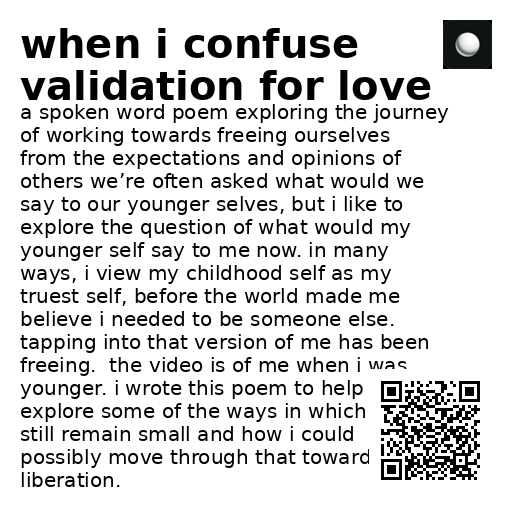 when i confuse
validation for love
a spoken word poem exploring the journey
of working towards freeing ourselves
from the expectations and opinions of
others we’re often asked what would we
say to our younger selves, but i like to
explore the question of what would my
younger self say to me now. in many
ways, i view my childhood self as my
truest self, before the world made me
believe i needed to be someone else.
tapping into that version of me has been
freeing.  the video is of me when i was
younger. i wrote this poem to help
explore some of the ways in which
still remain small and how i could
possibly move through that toward
liberation.